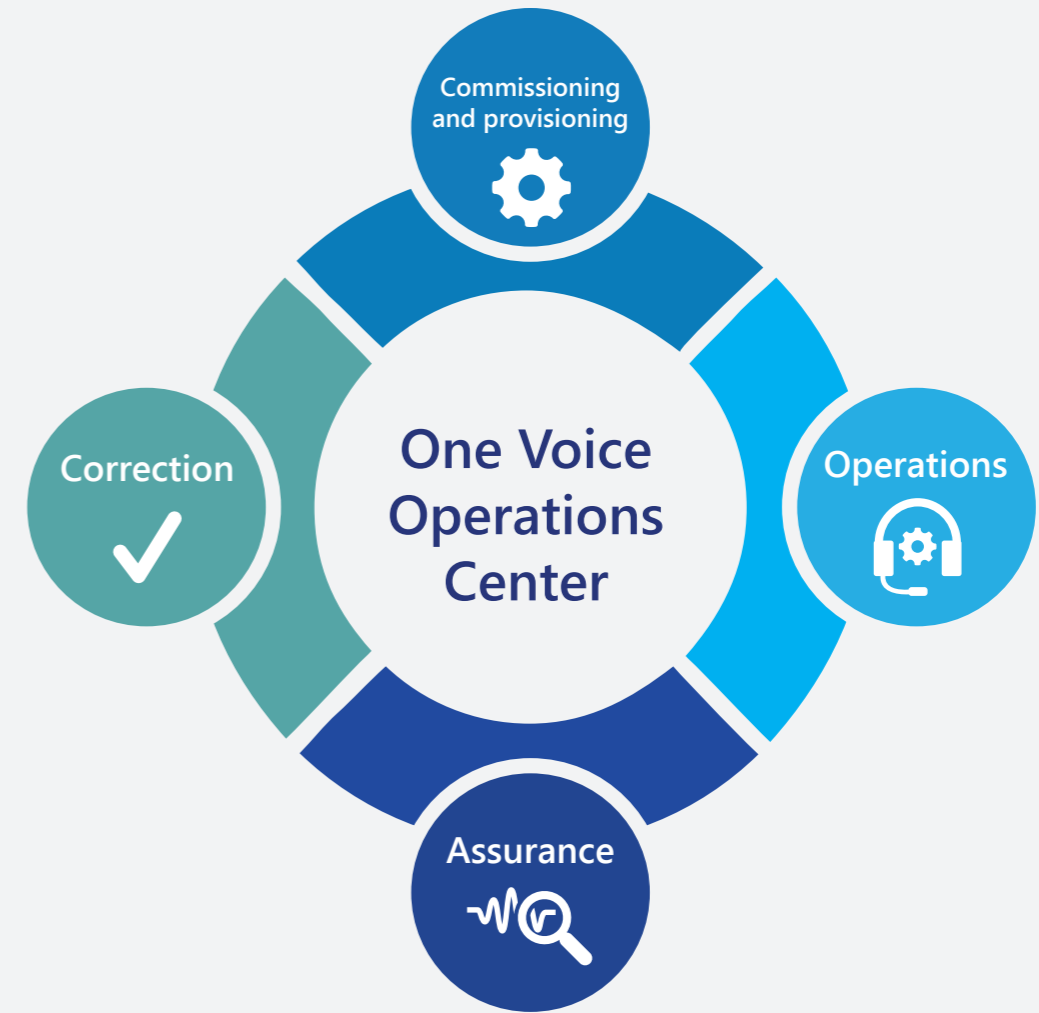 Commissioning
and provisioning
Correction
One Voice
Operations
Center
Operations
Assurance